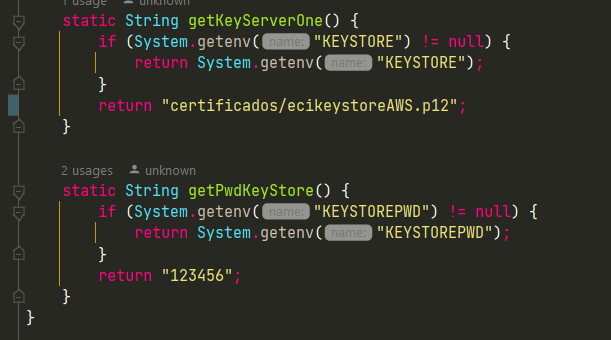 1 usage unknown
static String getKeyServerOne() {
if (System.getenv( name: "KEYSTORE") != null) {
return System.getenv( name: "KEYSTORE");
}
return "certificados/ecikeystoreAWS.p12";
}
2 usages unknown
static String getPwdKeyStore() {
if (System.getenv( name: "KEYSTOREPWD") != null) {
return System.getenv( name: "KEYSTOREPWD");
}
return "123456";
}
}